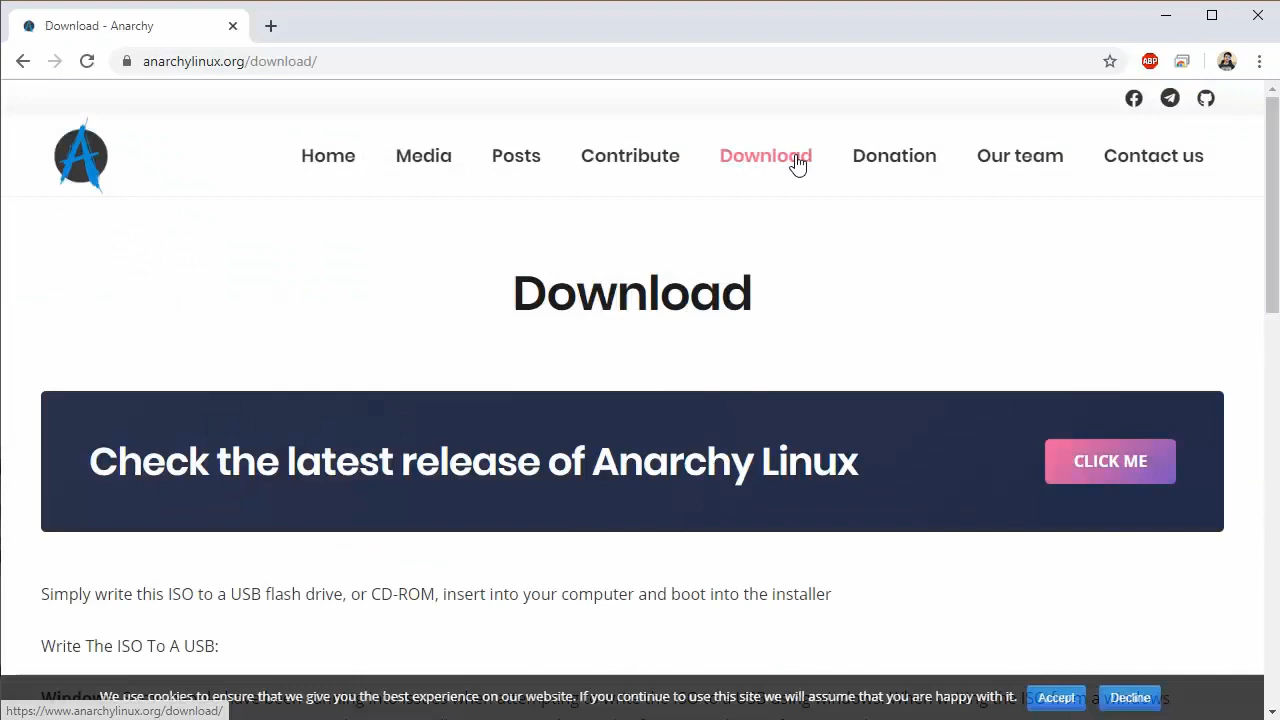 Download - Anarchy
anarchylinux.org/download/
ABP
Home Media Posts Contribute Download Donation Our team Contact us
Download
Check the latest release of Anarchy Linux
CLICK ME
Simply write this ISO to a USB flash drive, or CD-ROM, insert into your computer and boot into the installer
Write The ISO To A USB:
We use cookies to ensure that we give you the best experience on our website. If you continue to use this site we will assume that you are happy with it. Accept Decline
https://www.anarchylinux.org/download/